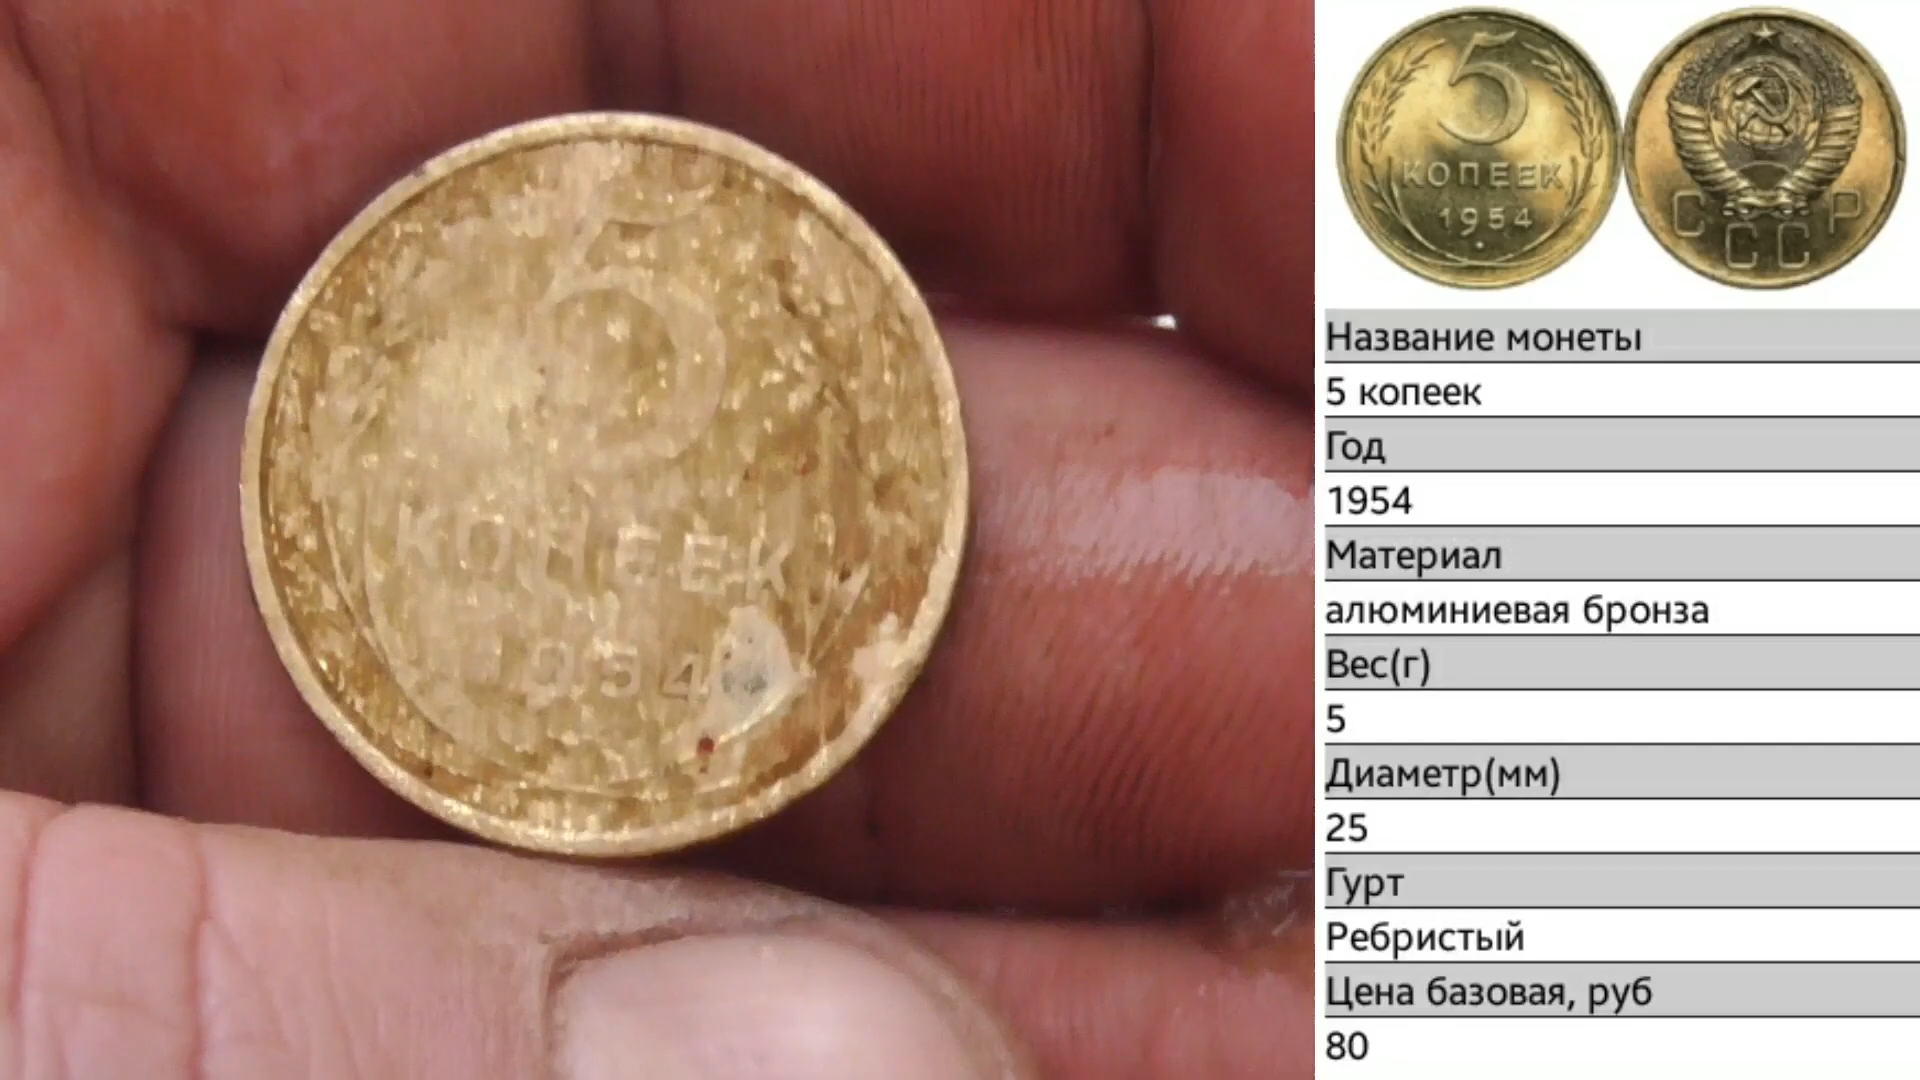 5
КОПЕЕК
1954
5
КОПЕЕК
1954
С Р
СС
Название монеты
5 копеек
Год
1954
Материал
алюминиевая бронза
Вес(г)
5
Диаметр(мм)
25
Гурт
Ребристый
Цена базовая, руб
80